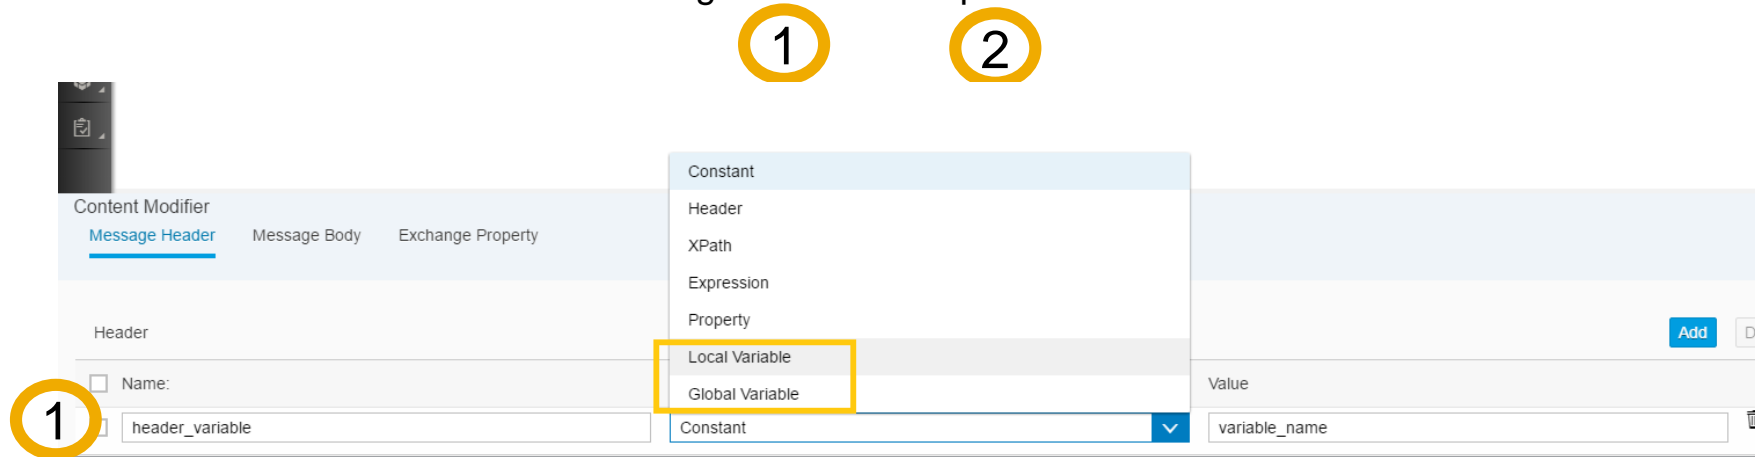 1 2
Constant
Content Modifier
Header
Message Header Message Body Exchange Property
XPath
Expression
Property
Header Add
Local Variable
Name: Value
Global Variable
1 header_variable Constant variable_name